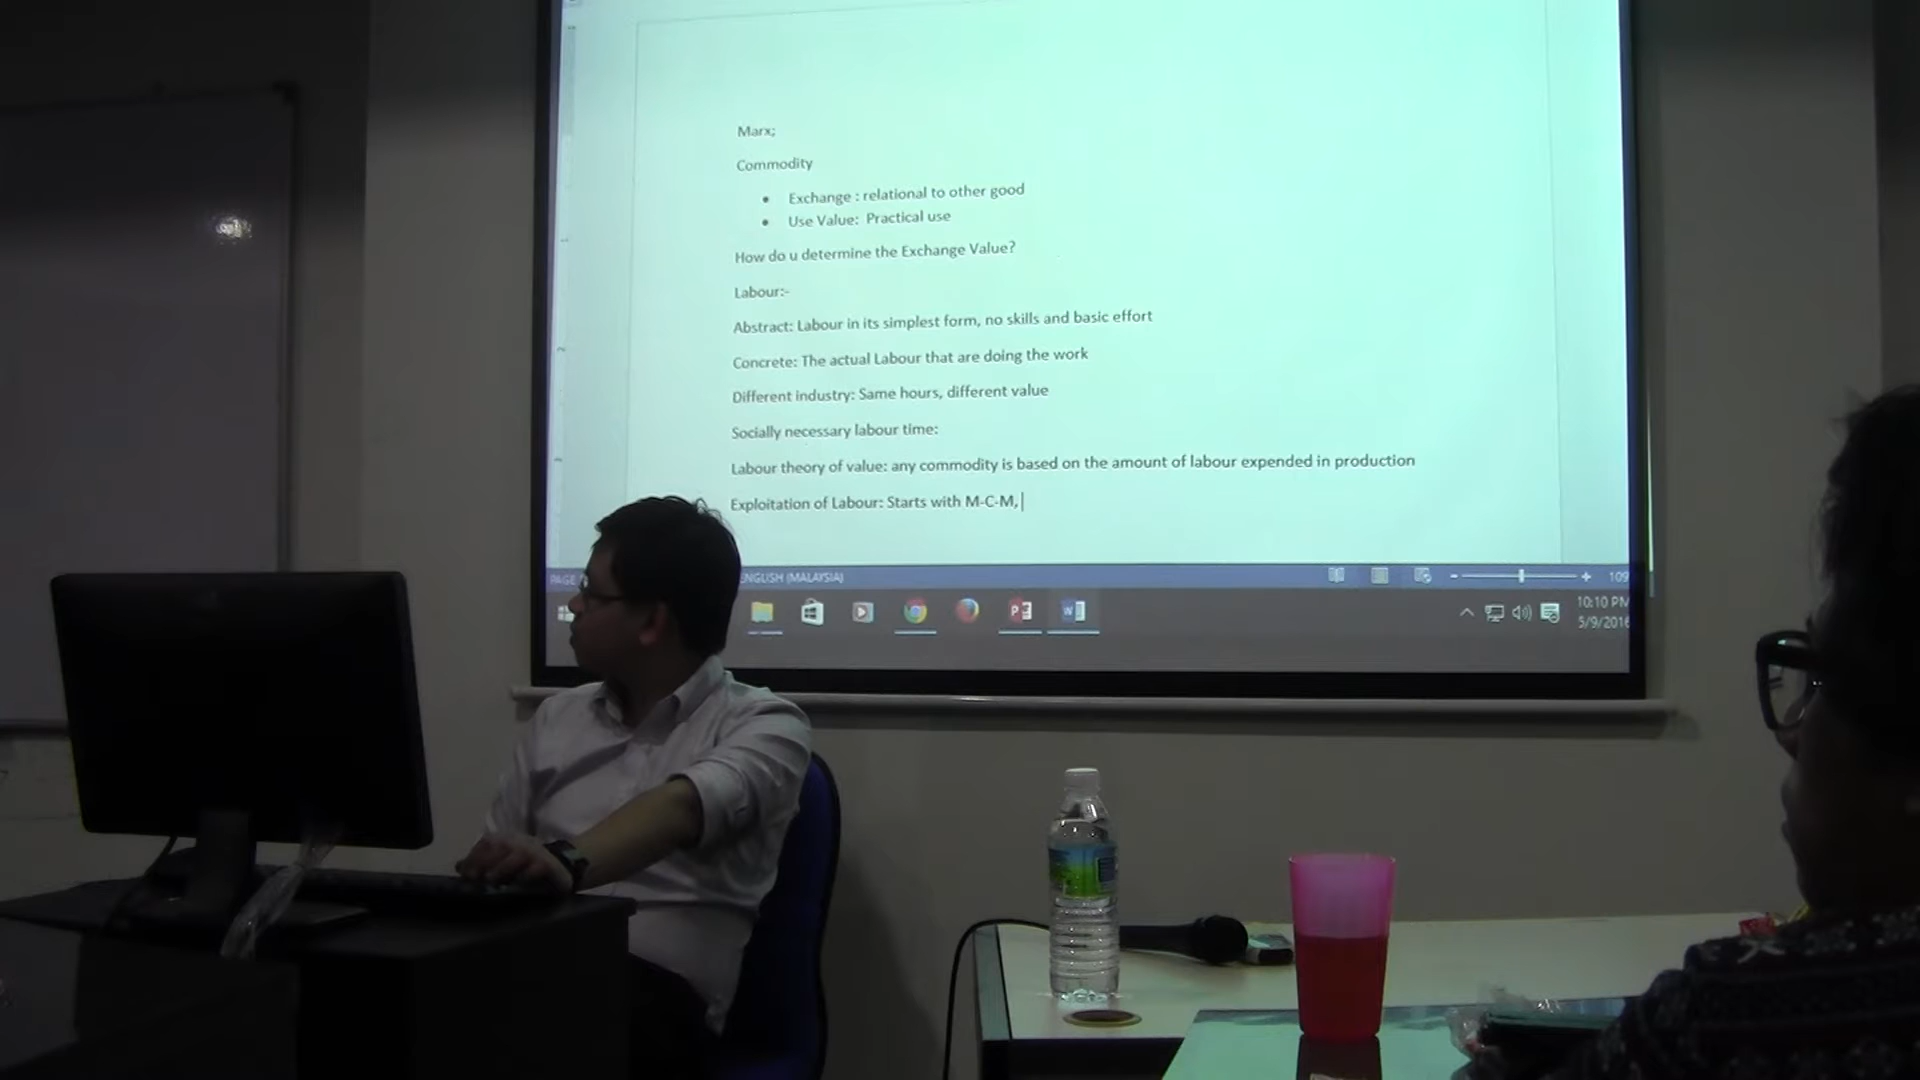 Marx;
Commodity
• Exchange : relational to other good
• Use Value: Practical use
How do u determine the Exchange Value?
Labour:-
Abstract: Labour in its simplest form, no skills and basic effort
Concrete: The actual Labour that are doing the work
Different industry: Same hours, different value
Socially necessary labour time:
Labour theory of value: any commodity is based on the amount of labour expended in production
Exploitation of Labour: Starts with M-C-M,
PAGE ENGLISH (MALAYSIA) 109
10:10 PM
5/9/2016